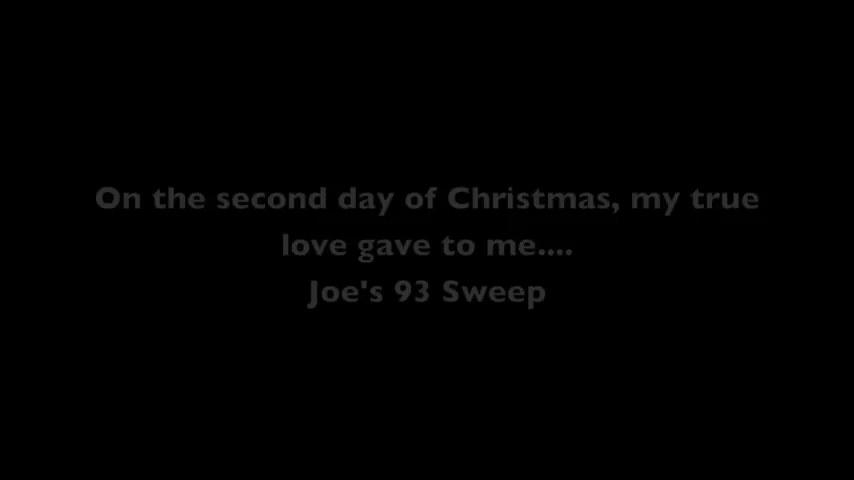 On the second day of Christmas, my true
love gave to me....
Joe's 93 Sweep